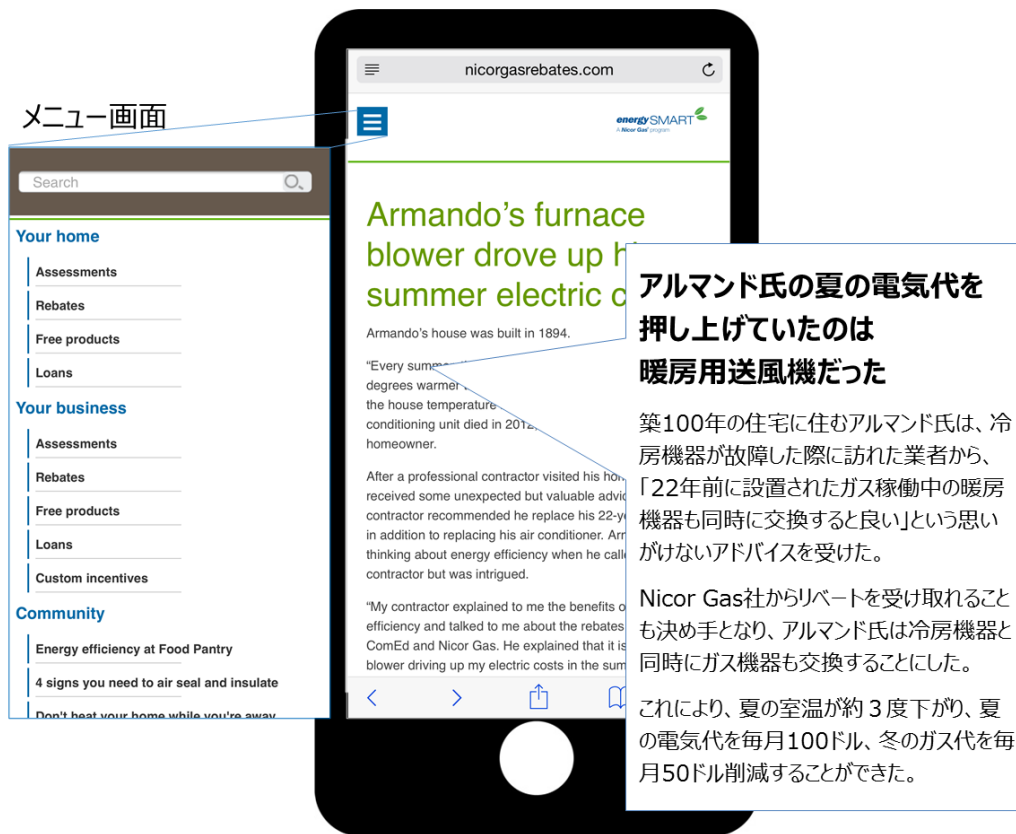 メニュー画面
Search
Your home
Assessments
Rebates
Free products
Loans
Your business
Assessments
Rebates
Free products
Loans
Custom incentives
Community
Energy efficiency at Food Pantry
4 signs you need to air seal and insulate
Don't heat your home while you're away
nicorgasrebates.com
energySMART
A Nicor Gas program
Armando's furnace
blower drove up
summer electric c
Armando's house was built in 1894.
"Every
degrees warmer
the house temperature
conditioning unit died in 2012,
homeowner.
After a professional contractor visited his
received some unexpected but valuable
contractor recommended he replace his
in addition to replacing his air conditioner.
thinking about energy efficiency when he
contractor but was intrigued.
"My contractor explained to me the benefits o
efficiency and talked to me about the rebates
ComEd and Nicor Gas. He explained that it is
blower driving up my electric costs in the sum
アルマンド氏の夏の電気代を
押し上げていたのは
暖房用送風機だった
築100年の住宅に住むアルマンド氏は、冷
房機器が故障した際に訪れた業者から、
「22年前に設置されたガス稼働中の暖房
機器も同時に交換すると良い」という思い
がけないアドバイスを受けた。
Nicor Gas社からリベートを受け取れること
も決め手となり、アルマンド氏は冷房機器と
同時にガス機器も交換することにした。
これにより、夏の室温が約３度下がり、夏
の電気代を毎月100ドル、冬のガス代を毎
月50ドル削減することができた。